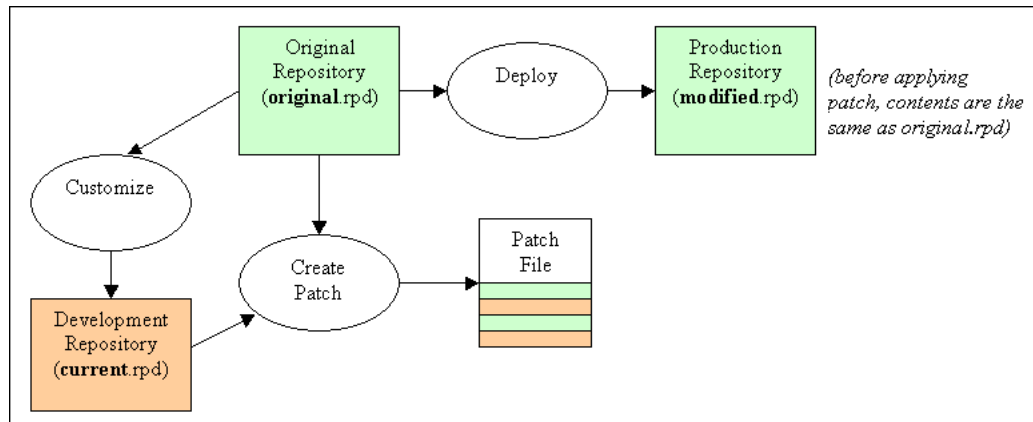 Original
Repository
(original.rpd)
Deploy
Production
Repository
(modified.rpd)
(before applying
patch, contents are the
same as original.rpd)
Customize
Create
Patch
Patch
File
Development
Repository
(current.rpd)